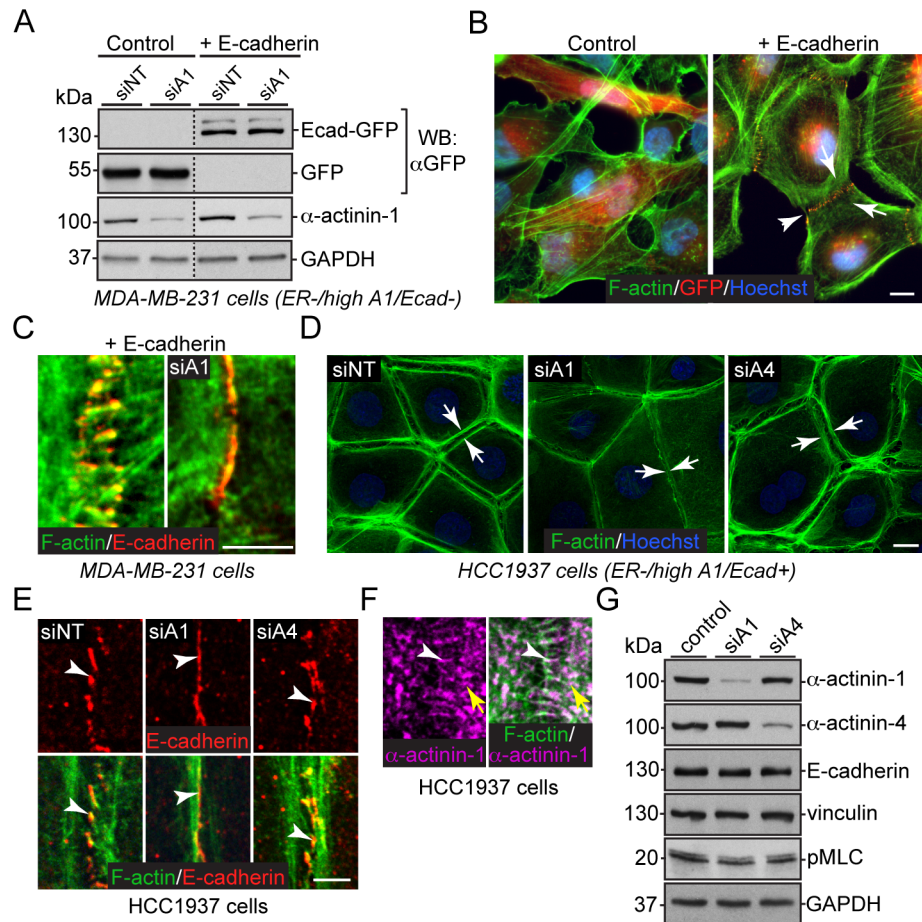 A
Control
+ E-cadherin
siNT
siA1
siNT
siA1
kDa
130
Ecad-GFP
55
GFP
WB:
αGFP
100
α-actinin-1
37
GAPDH
MDA-MB-231 cells (ER-/high A1/Ecad-)
B
Control
+ E-cadherin
F-actin/GFP/Hoechst
C
+ E-cadherin
siA1
F-actin/E-cadherin
MDA-MB-231 cells
D
siNT
siA1
siA4
F-actin/Hoechst
HCC1937 cells (ER-/high A1/Ecad+)
E
siNT
siA1
siA4
E-cadherin
F-actin/E-cadherin
HCC1937 cells
F
α-actinin-1
F-actin/
α-actinin-1
HCC1937 cells
G
kDa
control
siA1
siA4
100
α-actinin-1
100
α-actinin-4
130
E-cadherin
130
vinculin
20
pMLC
37
GAPDH